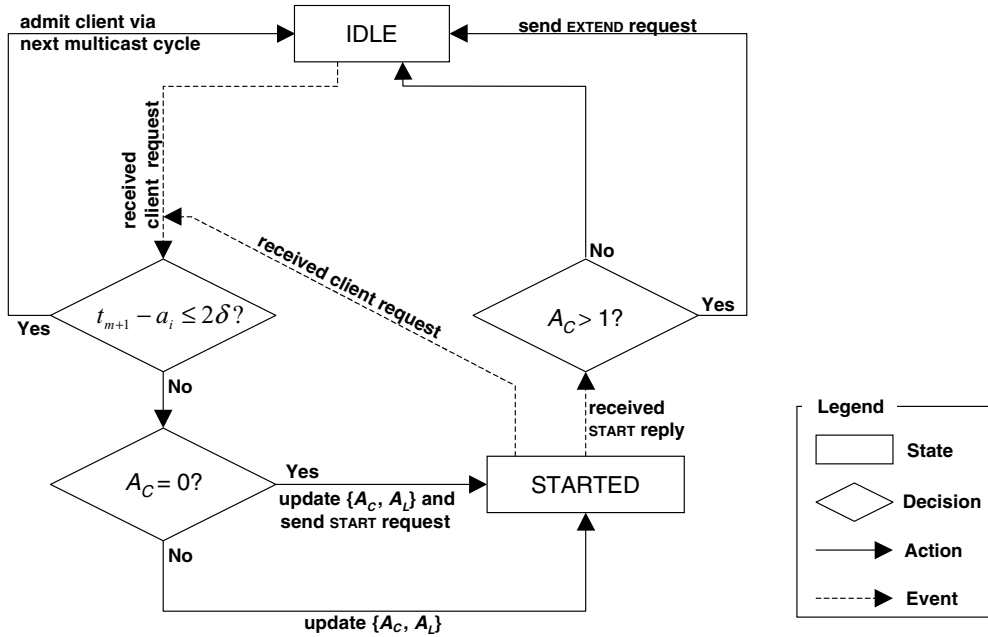 admit client via
next multicast cycle
IDLE
send EXTEND request
received
client request
received client request
No
t_{m+1} − a_i ≤ 2δ?
Yes
A_C > 1?
Yes
No
received
START reply
A_C = 0?
Yes
update {A_C, A_L} and
send START request
STARTED
No
update {A_C, A_L}
Legend
State
Decision
Action
Event